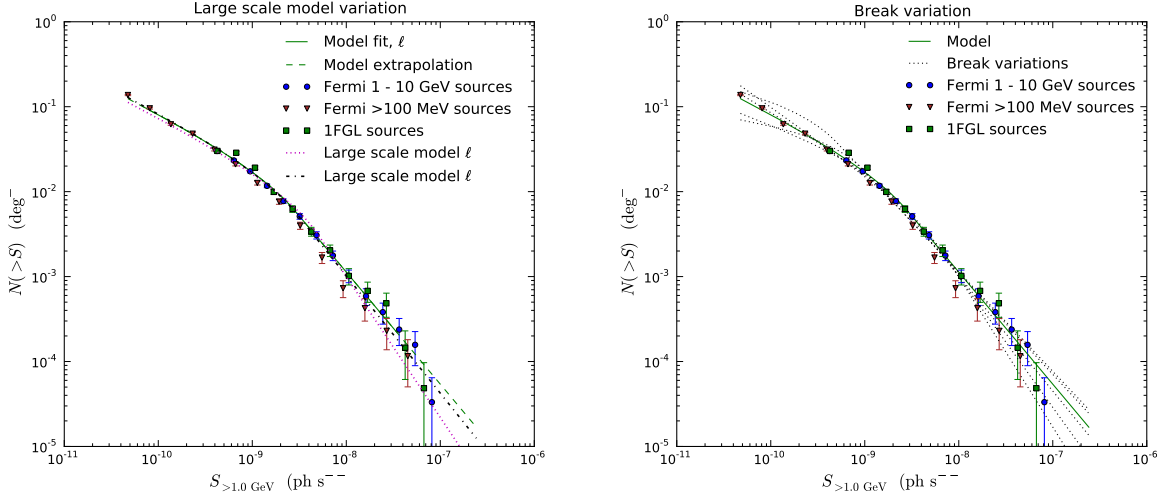 Large scale model variation
10⁰
10⁻¹
10⁻²
10⁻³
10⁻⁴
10⁻⁵
N(>S) (deg⁻
Model fit, ℓ
Model extrapolation
Fermi 1 - 10 GeV sources
Fermi >100 MeV sources
1FGL sources
Large scale model ℓ
Large scale model ℓ
10⁻¹¹ 10⁻¹⁰ 10⁻⁹ 10⁻⁸ 10⁻⁷ 10⁻⁶
S>1.0 GeV (ph s⁻⁻
Break variation
10⁰
10⁻¹
10⁻²
10⁻³
10⁻⁴
10⁻⁵
N(>S) (deg⁻
Model
Break variations
Fermi 1 - 10 GeV sources
Fermi >100 MeV sources
1FGL sources
10⁻¹¹ 10⁻¹⁰ 10⁻⁹ 10⁻⁸ 10⁻⁷ 10⁻⁶
S>1.0 GeV (ph s⁻⁻